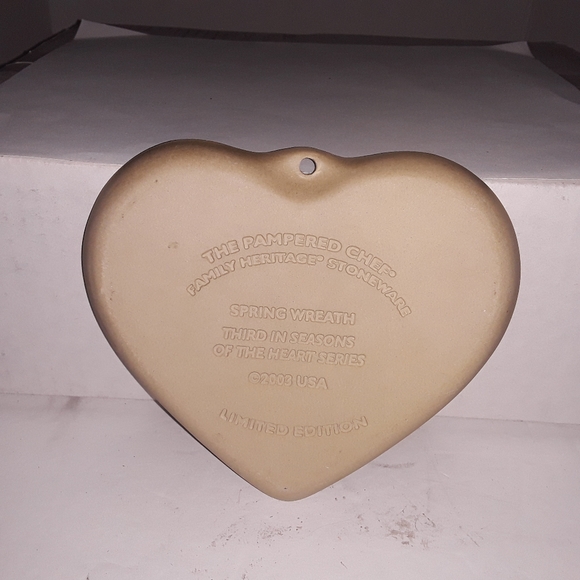 THE PAMPERED CHEF®
FAMILY HERITAGE® STONEWARE
SPRING WREATH
THIRD IN SEASONS
OF THE HEART SERIES
©2003 USA
LIMITED EDITION